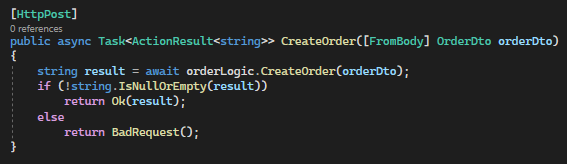 [HttpPost]
0 references
public async Task<ActionResult<string>> CreateOrder([FromBody] OrderDto orderDto)
{
    string result = await orderLogic.CreateOrder(orderDto);
    if (!string.IsNullOrEmpty(result))
        return Ok(result);
    else
        return BadRequest();
}